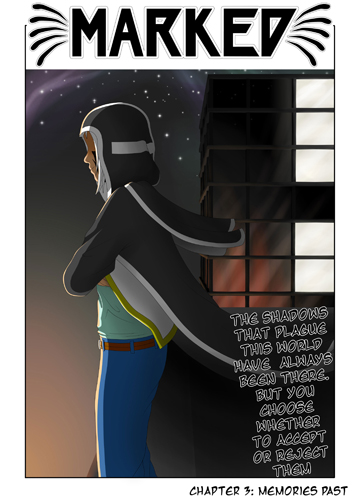 MARKED
THE SHADOWS
THAT PLAGUE
THIS WORLD
HAVE ALWAYS
BEEN THERE.
BUT YOU
CHOOSE
WHETHER
TO ACCEPT
OR REJECT
THEM
CHAPTER 3: MEMORIES PAST